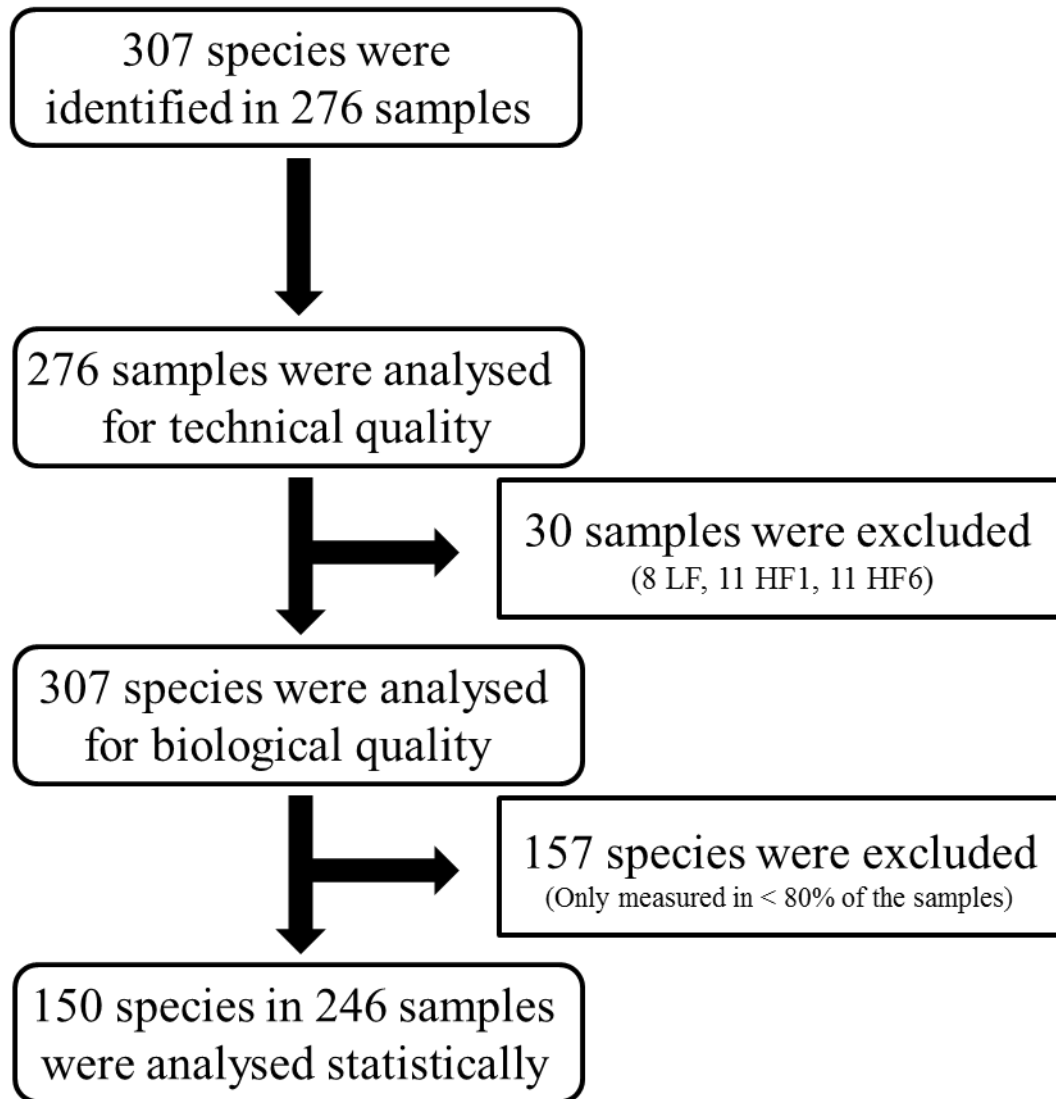 307 species were
identified in 276 samples
276 samples were analysed
for technical quality
30 samples were excluded
(8 LF, 11 HF1, 11 HF6)
307 species were analysed
for biological quality
157 species were excluded
(Only measured in < 80% of the samples)
150 species in 246 samples
were analysed statistically